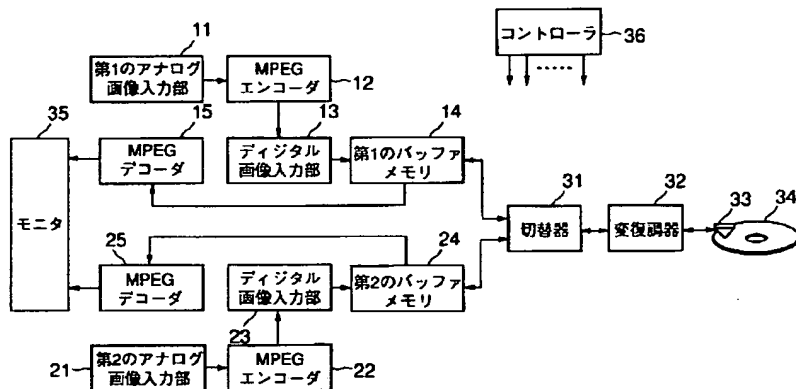 11
第1のアナログ
画像入力部
MPEG
エンコーダ
12
コントローラ
36
35
15
13
14
MPEG
デコーダ
ディジタル
画像入力部
第1のバッファ
メモリ
モニタ
31
32
33
34
切替器
変復調器
25
24
MPEG
デコーダ
ディジタル
画像入力部
第2のバッファ
メモリ
23
21
第2のアナログ
画像入力部
MPEG
エンコーダ
22